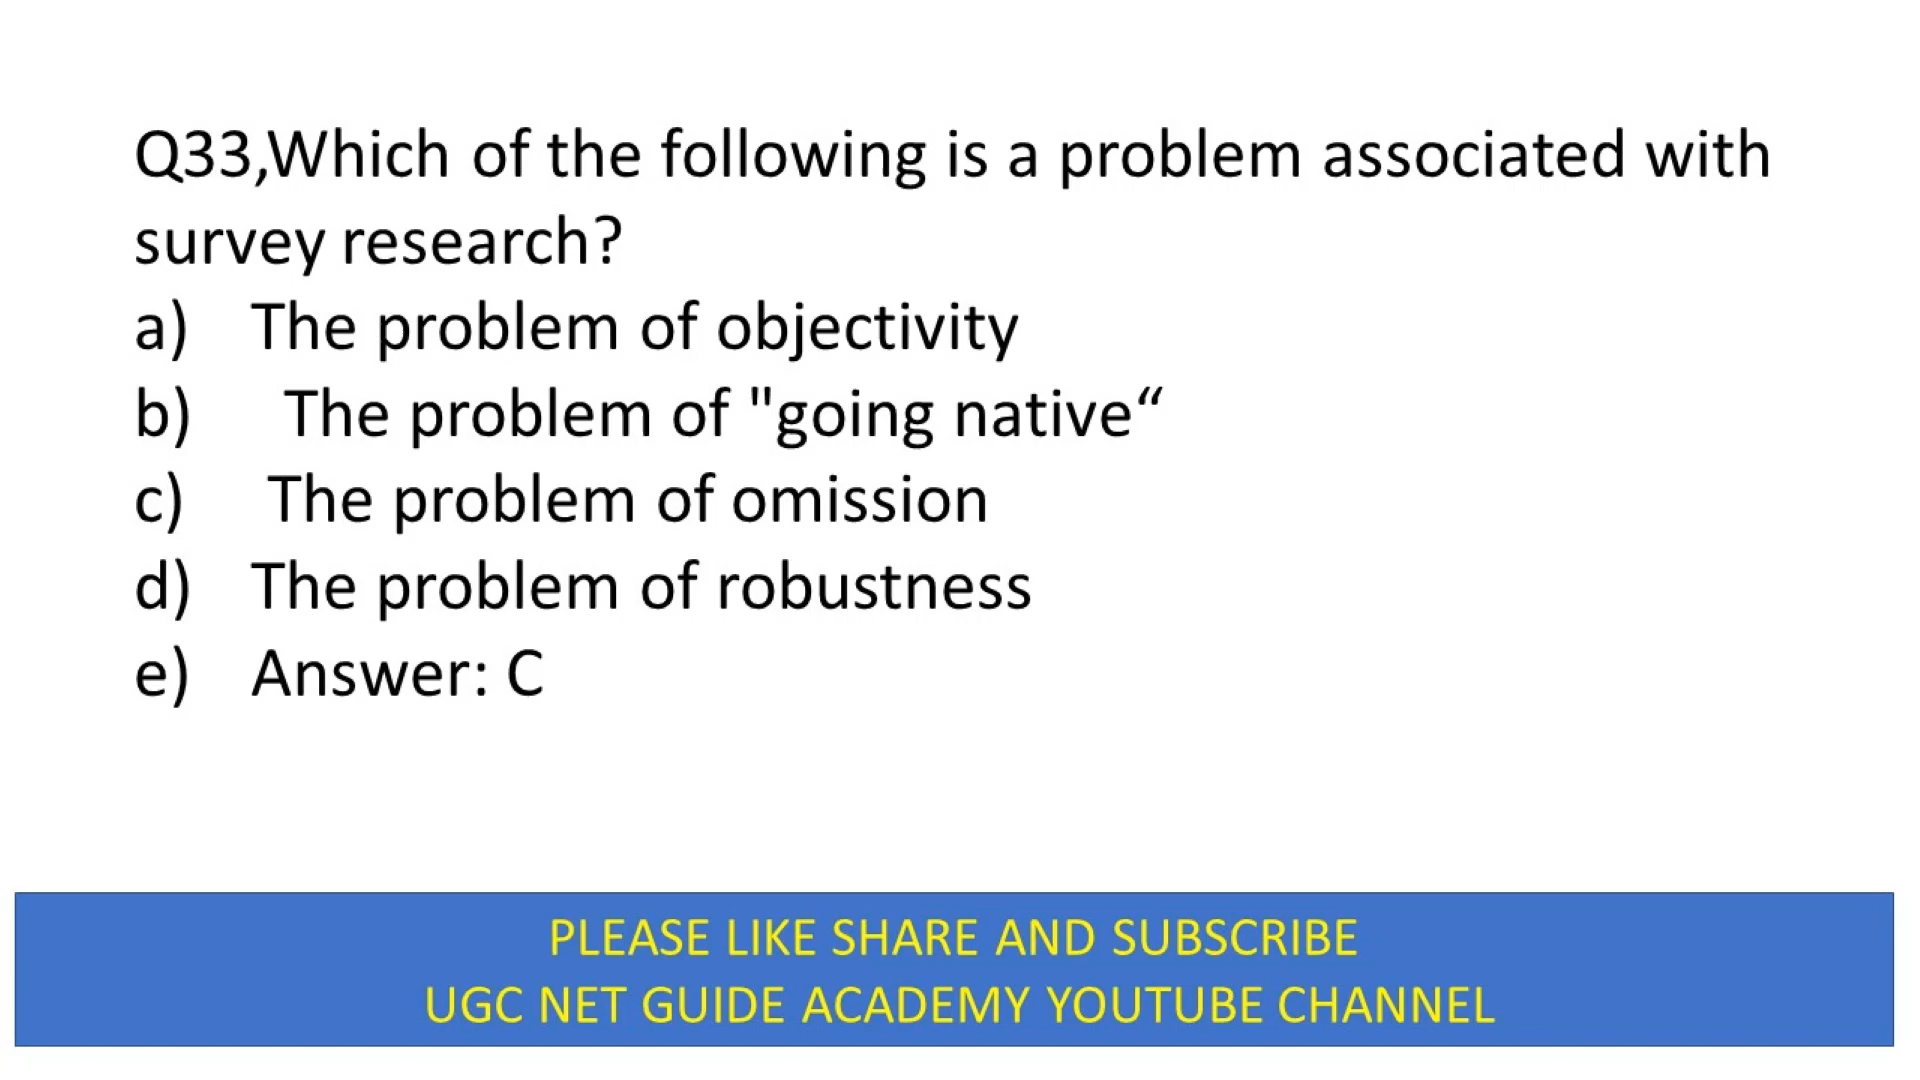 Q33,Which of the following is a problem associated with
survey research?
a) The problem of objectivity
b) The problem of "going native“
c) The problem of omission
d) The problem of robustness
e) Answer: C
PLEASE LIKE SHARE AND SUBSCRIBE
UGC NET GUIDE ACADEMY YOUTUBE CHANNEL